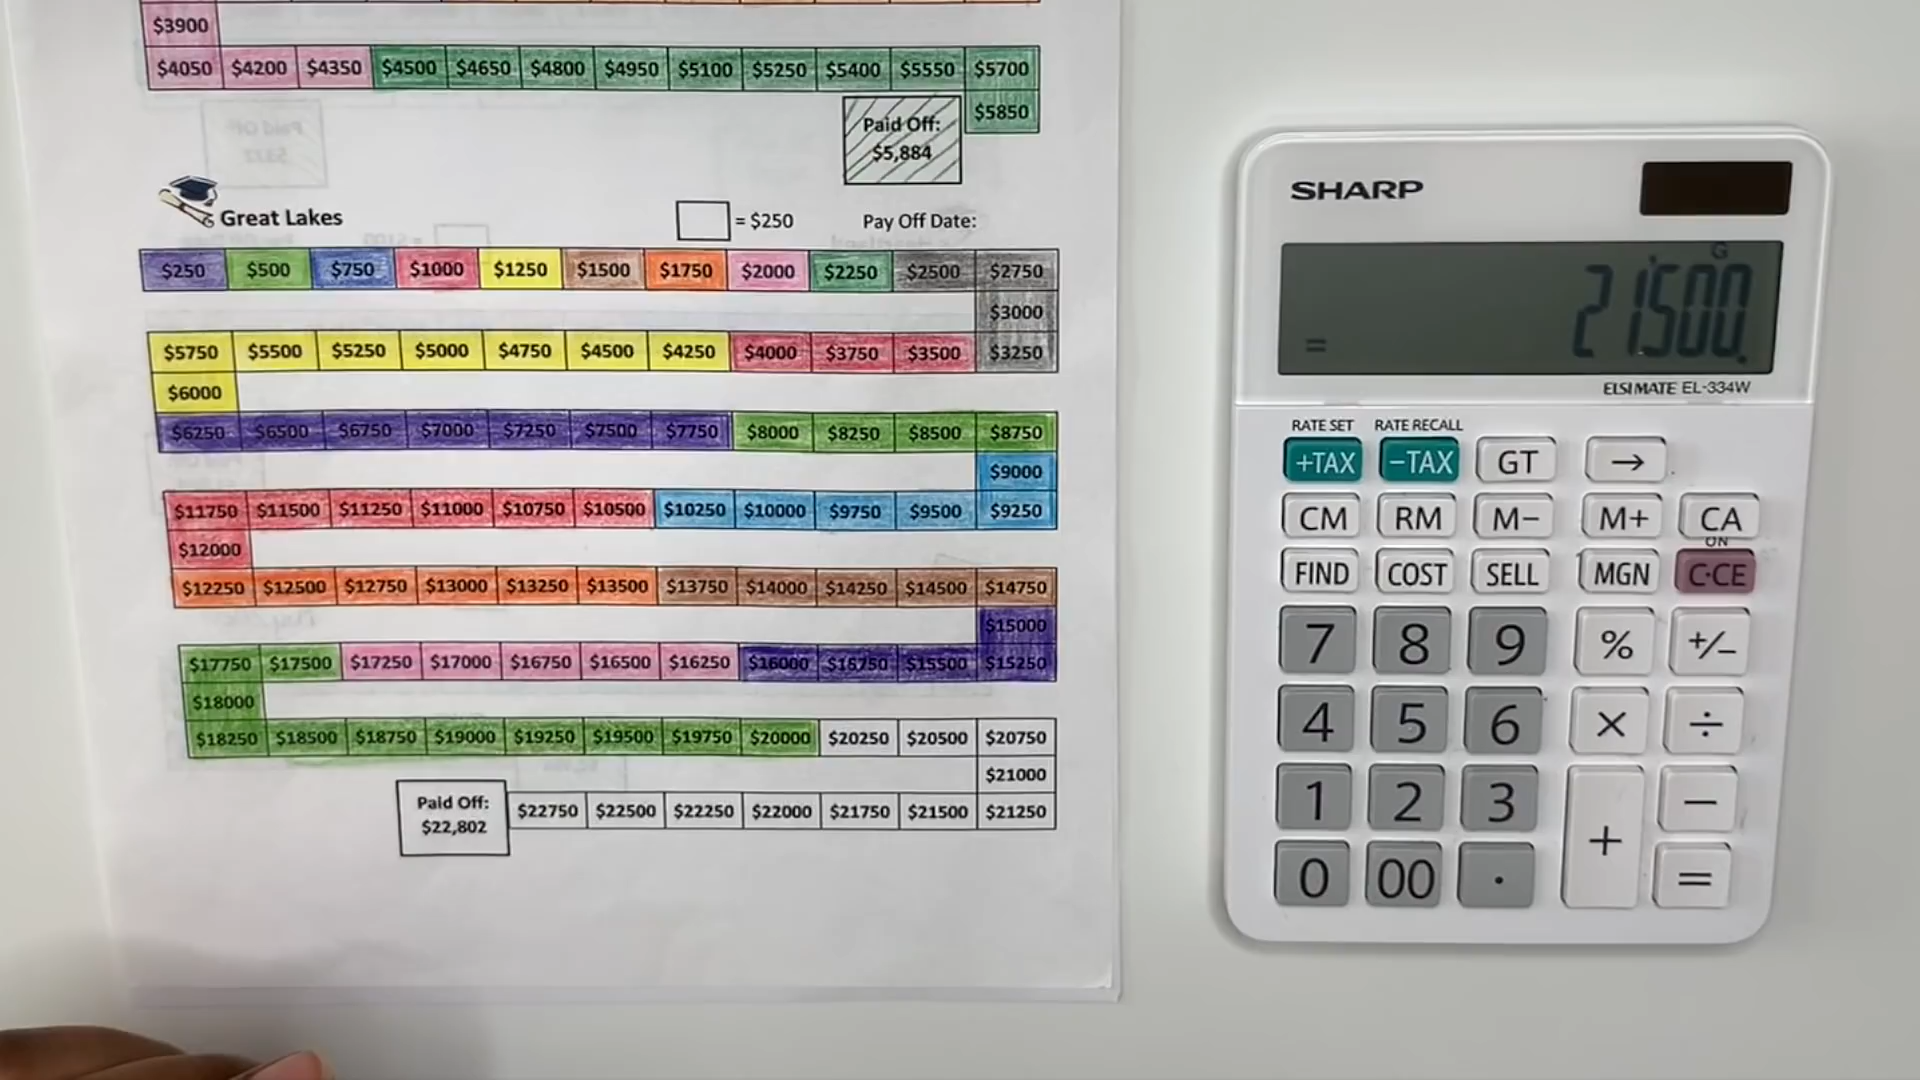 $3900
$4050 $4200 $4350 $4500 $4650 $4800 $4950 $5100 $5250 $5400 $5550 $5700
$5850
Paid Off:
$5,884
Great Lakes = $250 Pay Off Date:
$250 $500 $750 $1000 $1250 $1500 $1750 $2000 $2250 $2500 $2750
$3000
$5750 $5500 $5250 $5000 $4750 $4500 $4250 $4000 $3750 $3500 $3250
$6000
$6250 $6500 $6750 $7000 $7250 $7500 $7750 $8000 $8250 $8500 $8750
$9000
$11750 $11500 $11250 $11000 $10750 $10500 $10250 $10000 $9750 $9500 $9250
$12000
$12250 $12500 $12750 $13000 $13250 $13500 $13750 $14000 $14250 $14500 $14750
$15000
$17750 $17500 $17250 $17000 $16750 $16500 $16250 $16000 $15750 $15500 $15250
$18000
$18250 $18500 $18750 $19000 $19250 $19500 $19750 $20000 $20250 $20500 $20750
$21000
Paid Off:
$22,802
$22750 $22500 $22250 $22000 $21750 $21500 $21250
SHARP
G
21'500.
=
ELSIMATE EL-334W
RATE SET RATE RECALL
+TAX −TAX GT →
CM RM M− M+ CA
ON
FIND COST SELL MGN C·CE
7 8 9 % +/−
4 5 6 × ÷
1 2 3 + −
0 00 . =